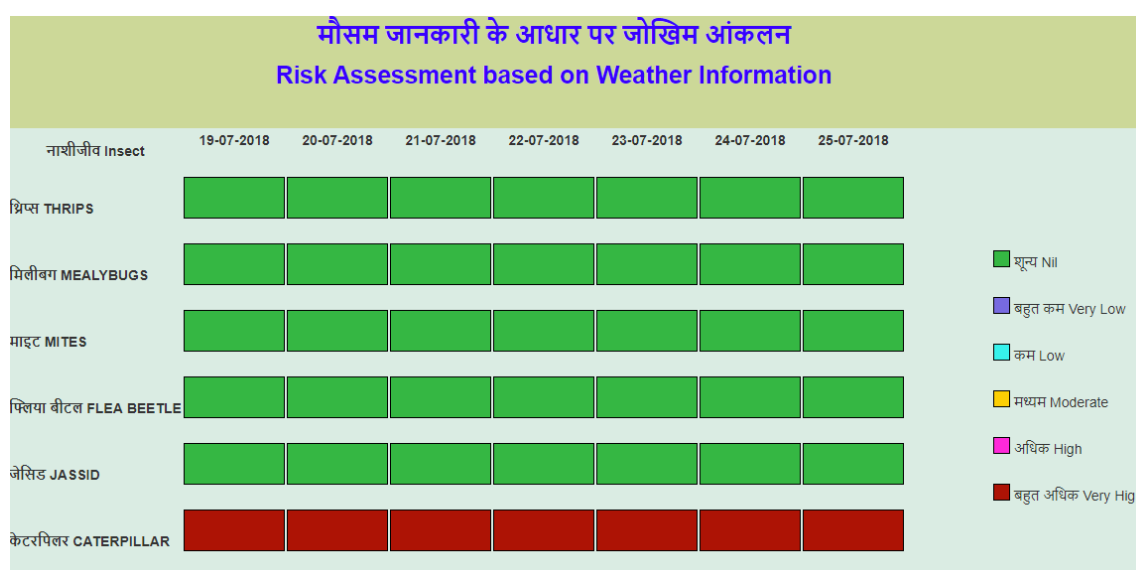 मौसम जानकारी के आधार पर जोखिम आंकलन
Risk Assessment based on Weather Information
नाशीजीव Insect 19-07-2018 20-07-2018 21-07-2018 22-07-2018 23-07-2018 24-07-2018 25-07-2018
थ्रिप्स THRIPS
मिलीबग MEALYBUGS
माइट MITES
फ्लिया बीटल FLEA BEETLE
जेसिड JASSID
केटरपिलर CATERPILLAR
शून्य Nil
बहुत कम Very Low
कम Low
मध्यम Moderate
अधिक High
बहुत अधिक Very Hig